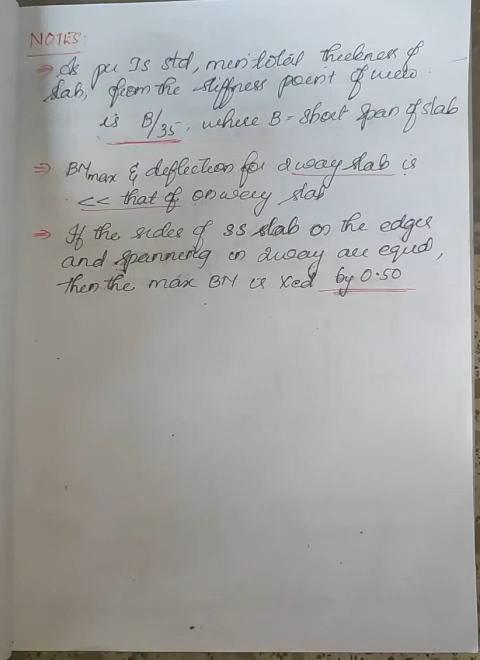 NOTES:
⇒ As per Is std, min total thickness of
slab, from the stiffness point of view
is B/35, where B = short span of slab
⇒ BMmax & deflection for 2way slab is
<< that of onwery slab
⇒ If the sides of SS slab on the edges
and spanning in 2way are equal,
then the max BM is xed by 0.50